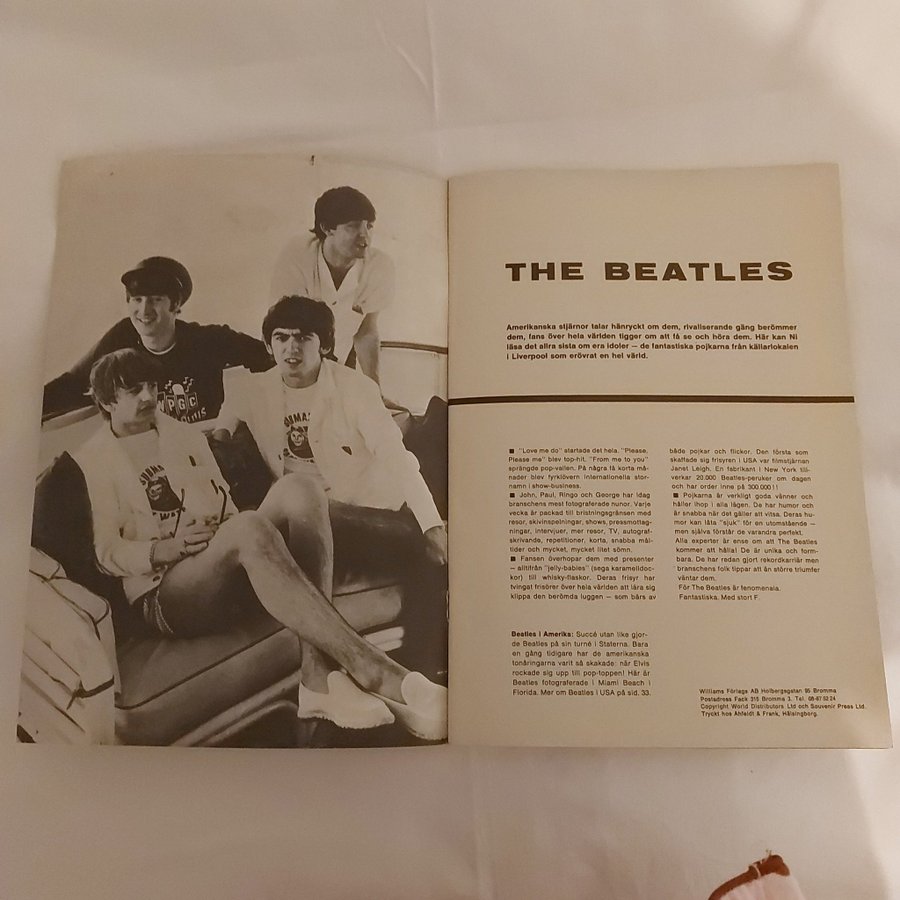 WPGC
THE BEATLES
Amerikanska stjärnor talar hänryckt om dem, rivaliserande gäng berömmer
dem, fans över hela världen tigger om att få se och höra dem. Här kan Ni
läsa det allra sista om era idoler — de fantastiska pojkarna från källarlokalen
i Liverpool som erövrat en hel värld.
■ "Love me do" startade det hela. "Please,
Please me" blev top-hit. "From me to you"
sprängde pop-vallen. På några få korta må-
nader blev fyrklövern internationella stor-
namn i show-business.
■ John, Paul, Ringo och George har idag
branschens mest fotograferade nunor. Varje
vecka är packad till bristningsgränsen med
resor, skivinspelningar, shows, pressmottag-
ningar, intervjuer, mer resor, TV, autograf-
skrivande, repetitioner, korta, snabba mål-
tider och mycket, mycket litet sömn.
■ Fansen överhopar dem med presenter
— alltifrån "jelly-babies" (sega karamelldoc-
kor) till whisky-flaskor. Deras frisyr har
tvingat frisörer över hela världen att lära sig
klippa den berömda luggen — som bärs av
både pojkar och flickor. Den första som
skaffade sig frisyren i USA var filmstjärnan
Janet Leigh. En fabrikant i New York till-
verkar 20.000 Beatles-peruker om dagen
och har order inne på 300.000!!
■ Pojkarna är verkligt goda vänner och
håller ihop i alla lägen. De har humor och
är snabba när det gäller att vitsa. Deras hu-
mor kan låta "sjuk" för en utomstående —
men själva förstår de varandra perfekt.
Alla experter är ense om att The Beatles
kommer att hålla! De är unika och form-
bara. De har redan gjort rekordkarriär men
branschens folk tippar att än större triumfer
väntar dem.
För The Beatles är fenomenala.
Fantastiska. Med stort F.
Beatles i Amerika: Succé utan like gjor-
de Beatles på sin turné i Staterna. Bara
en gång tidigare har de amerikanska
tonåringarna varit så skakade: när Elvis
rockade sig upp till pop-toppen! Här är
Beatles fotograferade i Miami Beach i
Florida. Mer om Beatles i USA på sid. 33.
Williams Förlags AB Holbergsgatan 95 Bromma
Postadress Fack 316 Bromma 3. Tel. 08-87 52 24
Copyright World Distributors Ltd och Souvenir Press Ltd.
Tryckt hos Ahfeldt & Frank, Hälsingborg.